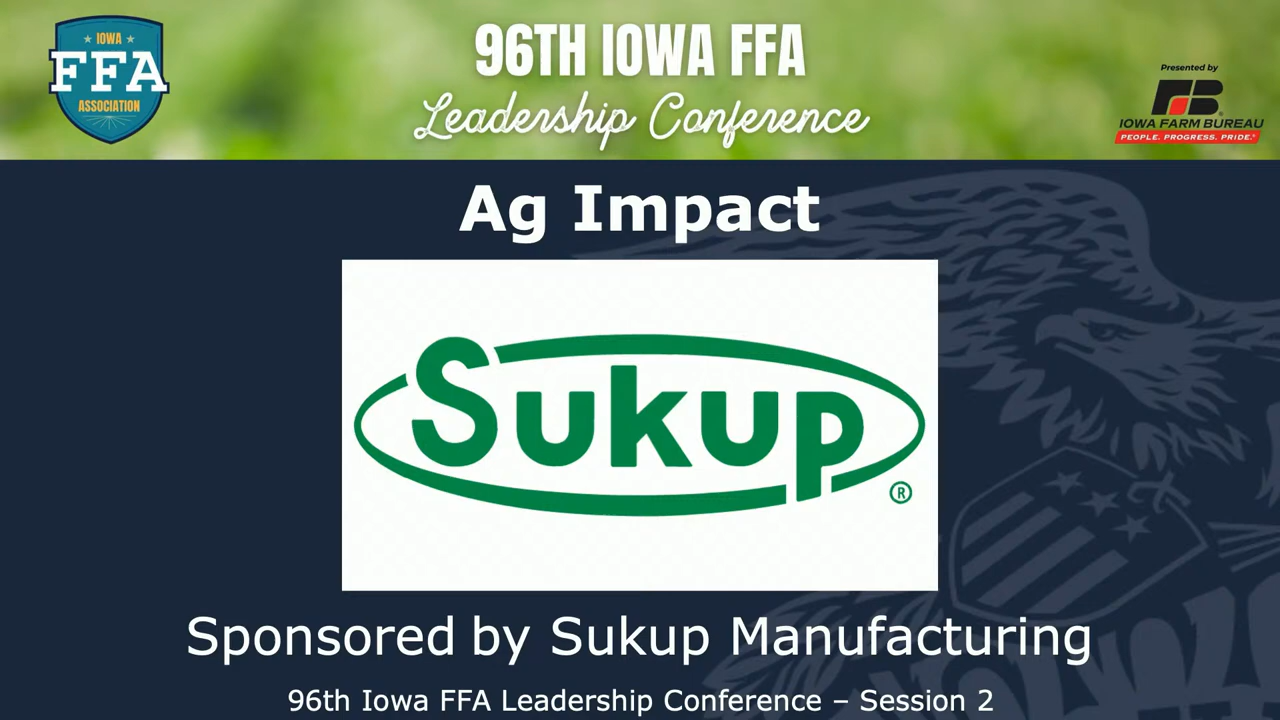 IOWA
FFA
ASSOCIATION
96TH IOWA FFA
Leadership Conference
Presented by
FB
IOWA FARM BUREAU
PEOPLE. PROGRESS. PRIDE.®
Ag Impact
Sukup
®
Sponsored by Sukup Manufacturing
96th Iowa FFA Leadership Conference – Session 2